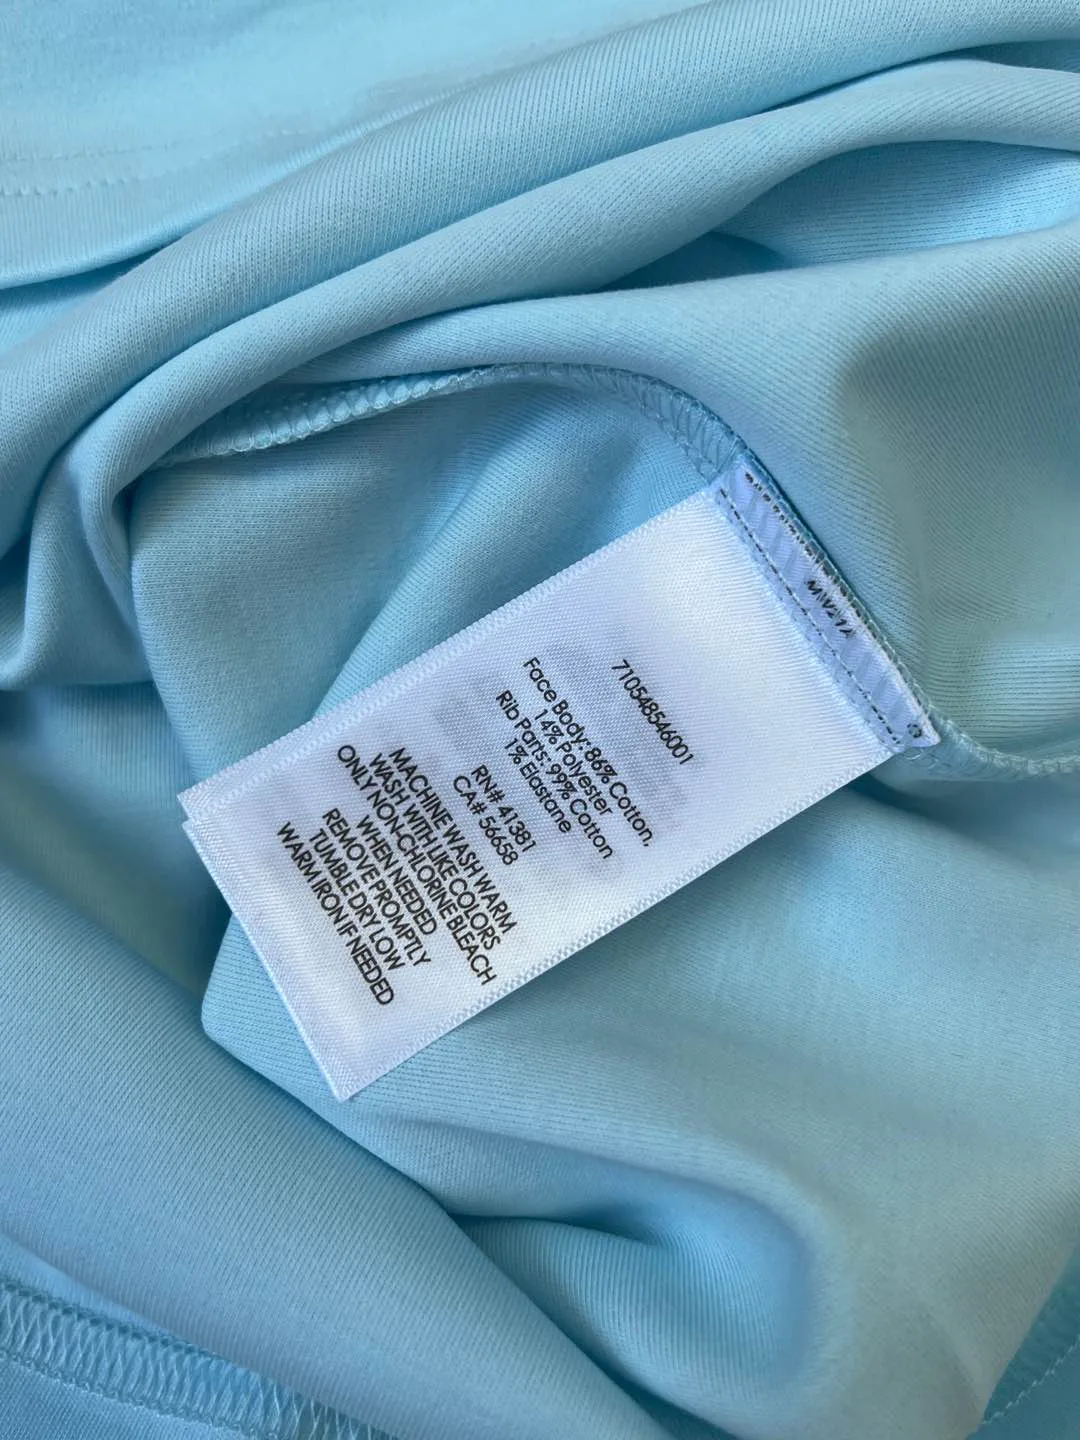 710548546001
Face Body: 86% Cotton,
14% Polyester
Rib Parts: 99% Cotton
1% Elastane
RN# 41381
CA# 56658
MACHINE WASH WARM
WASH WITH LIKE COLORS
ONLY NON-CHLORINE BLEACH
WHEN NEEDED
REMOVE PROMPTLY
TUMBLE DRY LOW
WARM IRON IF NEEDED